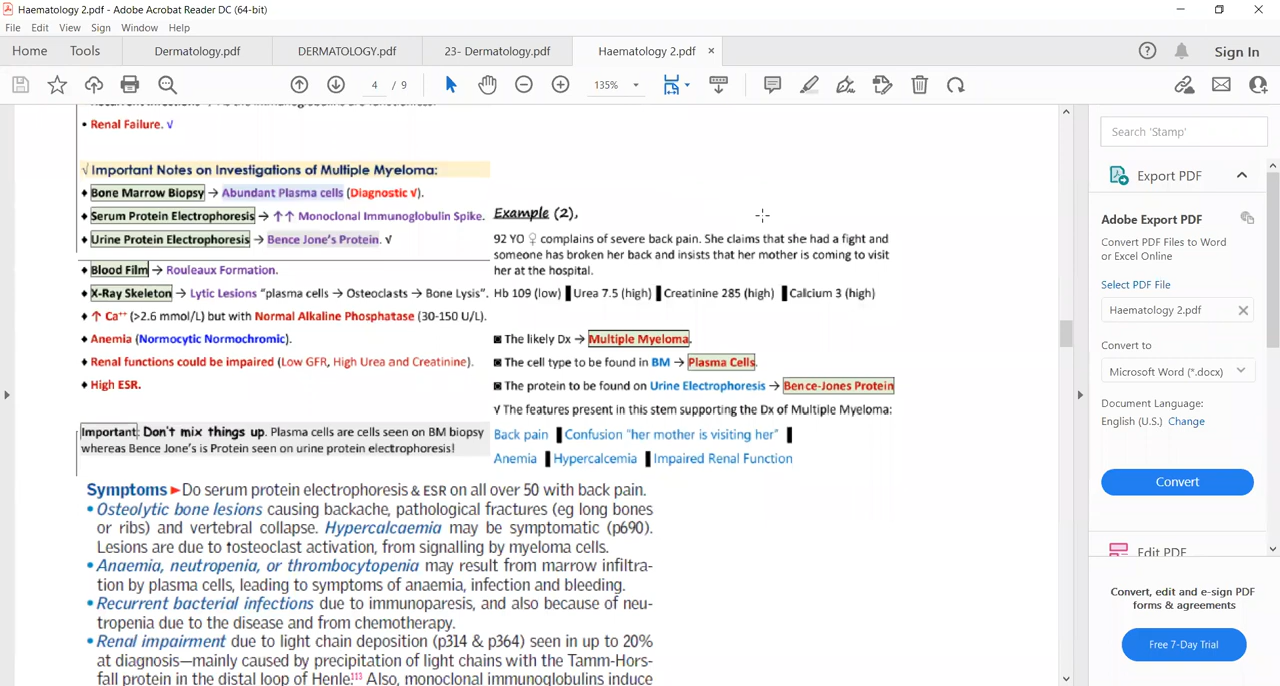 Haematology 2.pdf - Adobe Acrobat Reader DC (64-bit)
File Edit View Sign Window Help
Home Tools Dermatology.pdf DERMATOLOGY.pdf 23- Dermatology.pdf Haematology 2.pdf × Sign In
4 / 9 135%
• Renal Failure. √
√ Important Notes on Investigations of Multiple Myeloma:
♦ Bone Marrow Biopsy → Abundant Plasma cells (Diagnostic √).
♦ Serum Protein Electrophoresis → ↑↑ Monoclonal Immunoglobulin Spike.
♦ Urine Protein Electrophoresis → Bence Jone's Protein. √
♦ Blood Film → Rouleaux Formation.
♦ X-Ray Skeleton → Lytic Lesions "plasma cells → Osteoclasts → Bone Lysis".
♦ ↑ Ca⁺⁺ (>2.6 mmol/L) but with Normal Alkaline Phosphatase (30-150 U/L).
♦ Anemia (Normocytic Normochromic).
♦ Renal functions could be impaired (Low GFR, High Urea and Creatinine).
♦ High ESR.
Important: Don't mix things up. Plasma cells are cells seen on BM biopsy
whereas Bence Jone's is Protein seen on urine protein electrophoresis!
Example (2),
92 YO ♀ complains of severe back pain. She claims that she had a fight and
someone has broken her back and insists that her mother is coming to visit
her at the hospital.
Hb 109 (low) ▌Urea 7.5 (high) ▌Creatinine 285 (high) ▌Calcium 3 (high)
◙ The likely Dx → Multiple Myeloma.
◙ The cell type to be found in BM → Plasma Cells.
◙ The protein to be found on Urine Electrophoresis → Bence-Jones Protein
√ The features present in this stem supporting the Dx of Multiple Myeloma:
Back pain ▌Confusion "her mother is visiting her" ▌
Anemia ▌Hypercalcemia ▌Impaired Renal Function
Symptoms ►Do serum protein electrophoresis & ESR on all over 50 with back pain.
• Osteolytic bone lesions causing backache, pathological fractures (eg long bones
or ribs) and vertebral collapse. Hypercalcaemia may be symptomatic (p690).
Lesions are due to ↑osteoclast activation, from signalling by myeloma cells.
• Anaemia, neutropenia, or thrombocytopenia may result from marrow infiltra-
tion by plasma cells, leading to symptoms of anaemia, infection and bleeding.
• Recurrent bacterial infections due to immunoparesis, and also because of neu-
tropenia due to the disease and from chemotherapy.
• Renal impairment due to light chain deposition (p314 & p364) seen in up to 20%
at diagnosis—mainly caused by precipitation of light chains with the Tamm-Hors-
fall protein in the distal loop of Henle.¹¹³ Also, monoclonal immunoglobulins induce
Search 'Stamp'
Export PDF
Adobe Export PDF
Convert PDF Files to Word
or Excel Online
Select PDF File
Haematology 2.pdf
Convert to
Microsoft Word (*.docx)
Document Language:
English (U.S.) Change
Convert
Edit PDF
Convert, edit and e-sign PDF
forms & agreements
Free 7-Day Trial